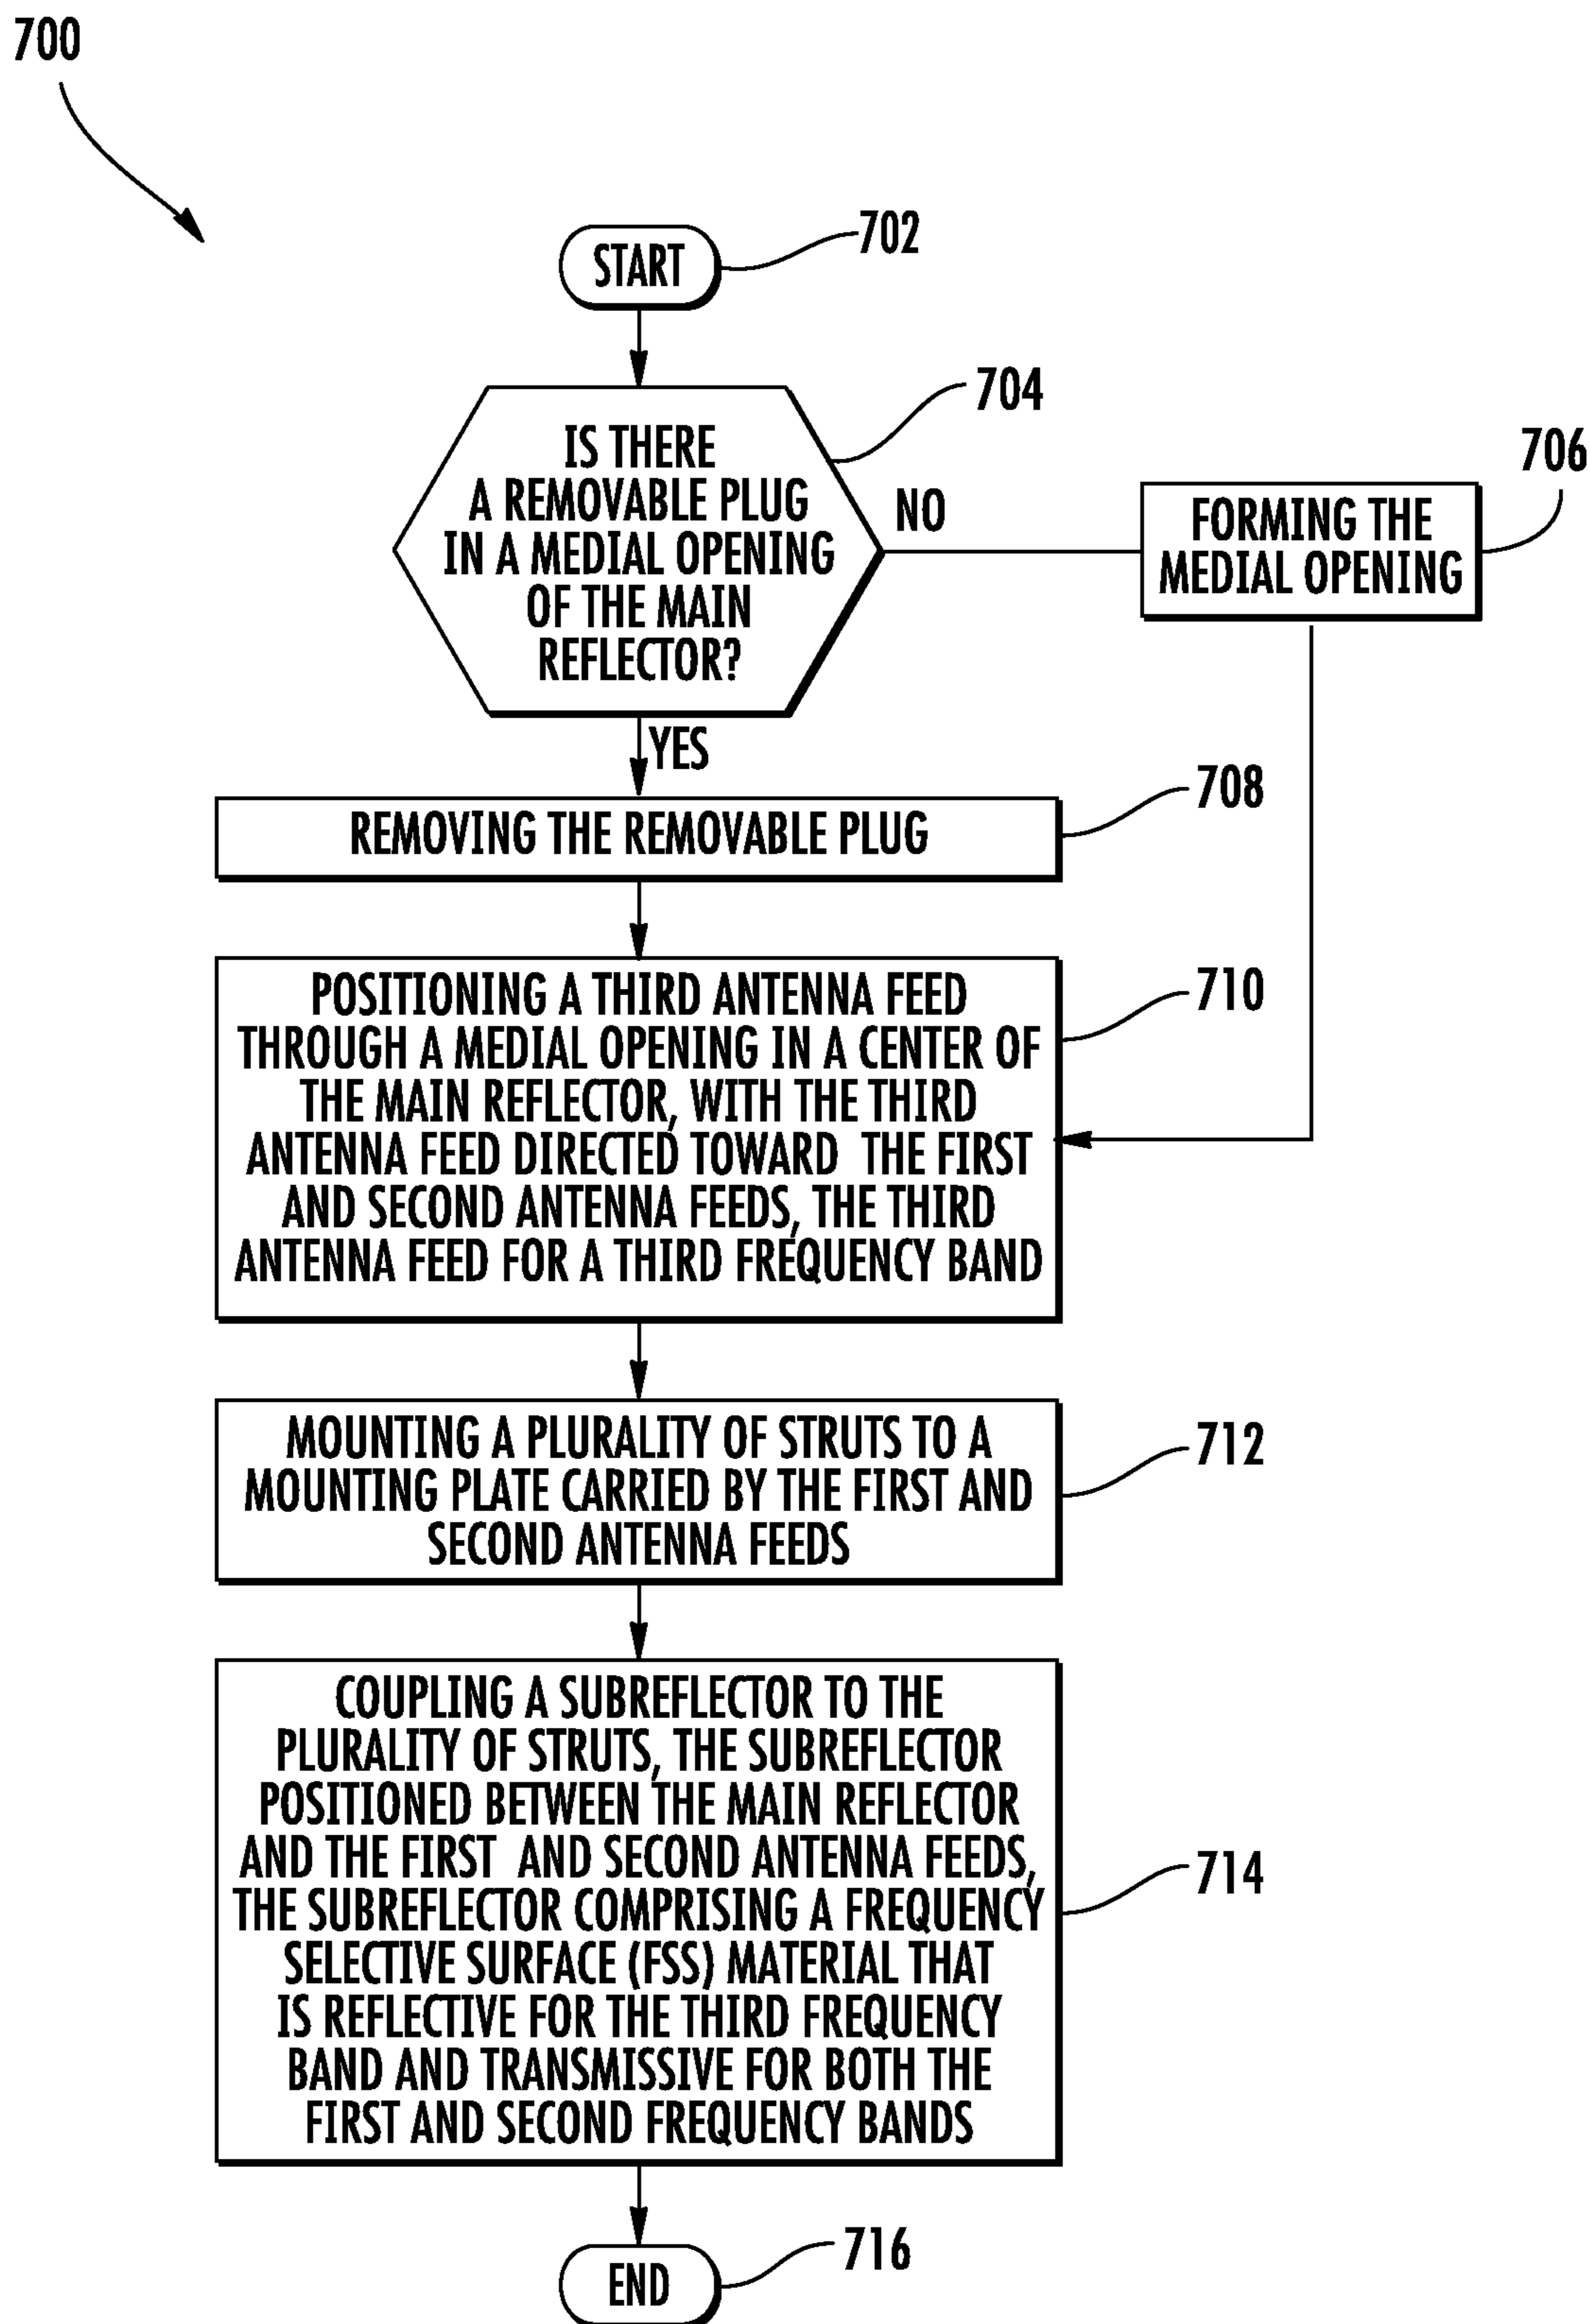 700
START
702
IS THERE
A REMOVABLE PLUG
IN A MEDIAL OPENING
OF THE MAIN
REFLECTOR?
704
NO
FORMING THE
MEDIAL OPENING
706
YES
REMOVING THE REMOVABLE PLUG
708
POSITIONING A THIRD ANTENNA FEED
THROUGH A MEDIAL OPENING IN A CENTER OF
THE MAIN REFLECTOR, WITH THE THIRD
ANTENNA FEED DIRECTED TOWARD THE FIRST
AND SECOND ANTENNA FEEDS, THE THIRD
ANTENNA FEED FOR A THIRD FREQUENCY BAND
710
MOUNTING A PLURALITY OF STRUTS TO A
MOUNTING PLATE CARRIED BY THE FIRST AND
SECOND ANTENNA FEEDS
712
COUPLING A SUBREFLECTOR TO THE
PLURALITY OF STRUTS, THE SUBREFLECTOR
POSITIONED BETWEEN THE MAIN REFLECTOR
AND THE FIRST AND SECOND ANTENNA FEEDS,
THE SUBREFLECTOR COMPRISING A FREQUENCY
SELECTIVE SURFACE (FSS) MATERIAL THAT
IS REFLECTIVE FOR THE THIRD FREQUENCY
BAND AND TRANSMISSIVE FOR BOTH THE
FIRST AND SECOND FREQUENCY BANDS
714
END
716